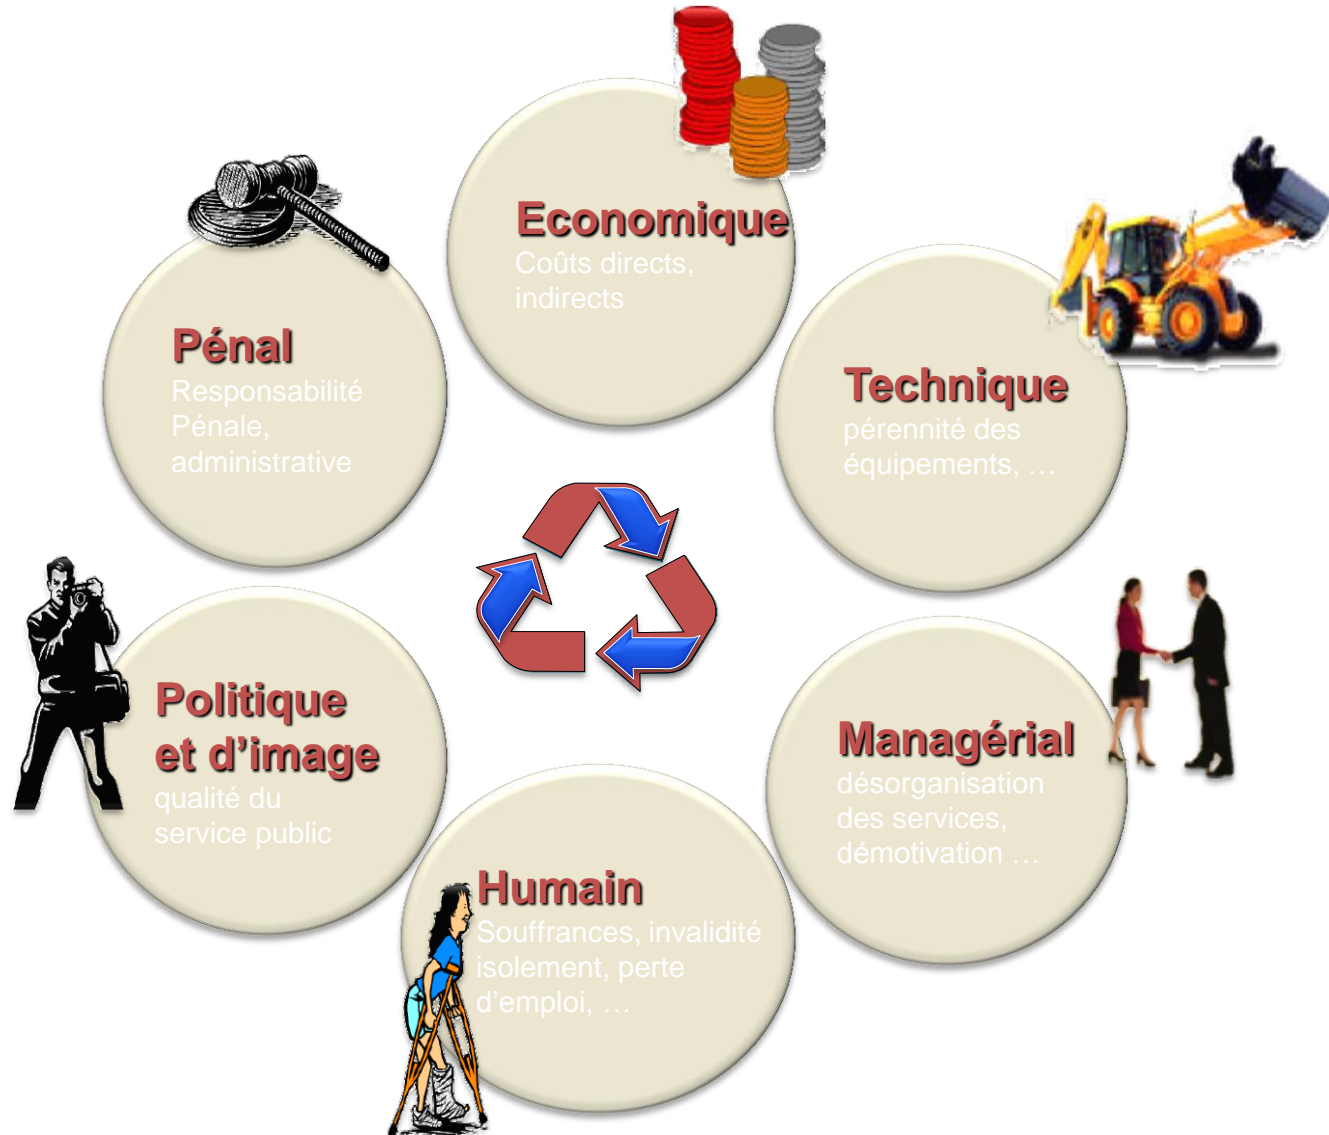 Economique
Coûts directs,
indirects
Pénal
Responsabilité
Pénale,
administrative
Technique
pérennité des
équipements, …
Politique
et d’image
qualité du
service public
Managérial
désorganisation
des services,
démotivation …
Humain
Souffrances, invalidité
isolement, perte
d’emploi, …